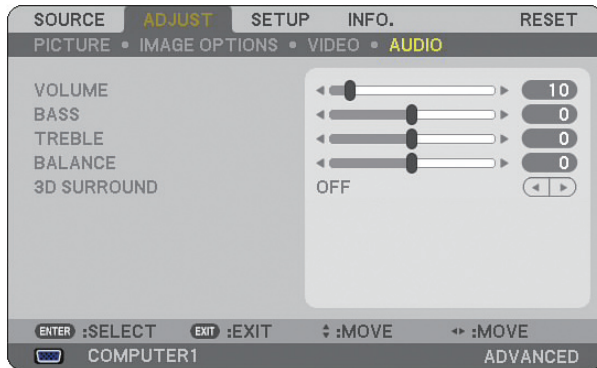 SOURCE ADJUST SETUP INFO. RESET
PICTURE • IMAGE OPTIONS • VIDEO • AUDIO
VOLUME 10
BASS 0
TREBLE 0
BALANCE 0
3D SURROUND OFF
ENTER :SELECT EXIT :EXIT :MOVE :MOVE
COMPUTER1 ADVANCED